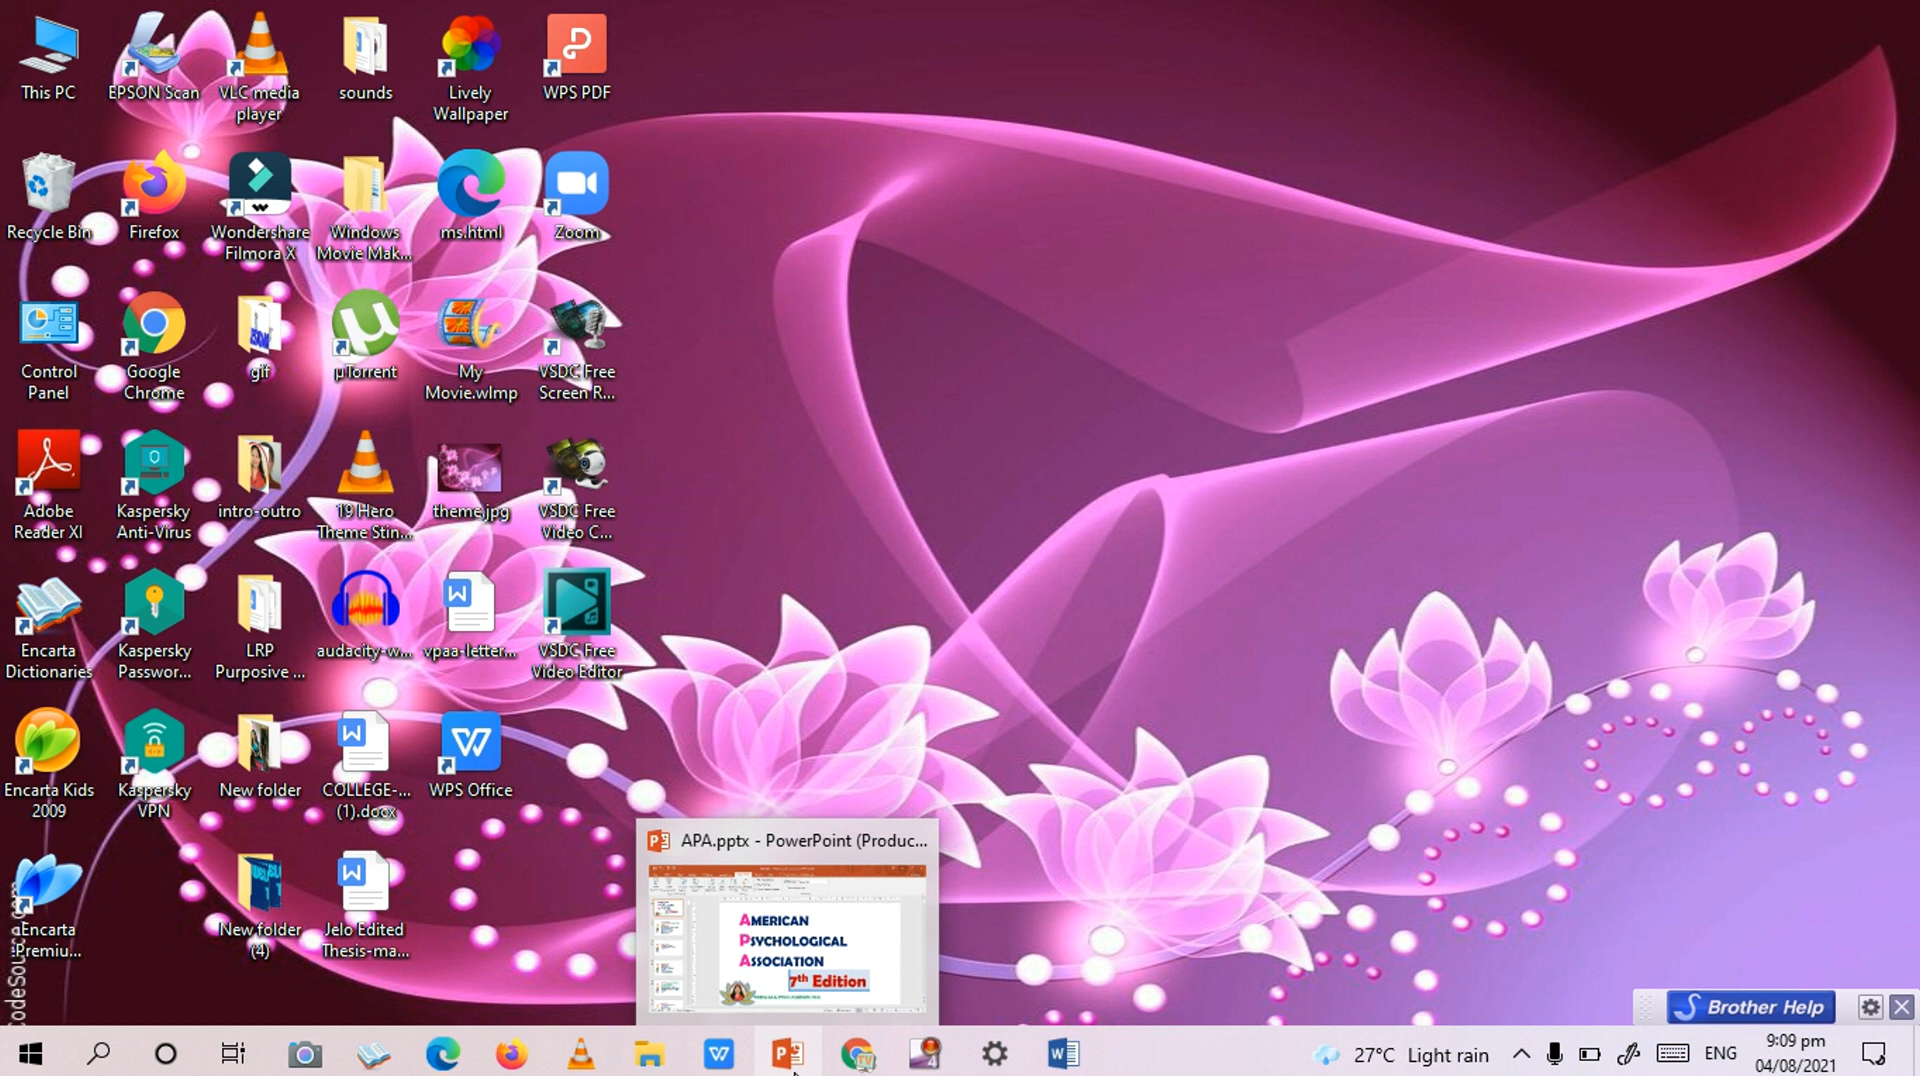 This PC
EPSON Scan
VLC media
player
sounds
Lively
Wallpaper
WPS PDF
Recycle Bin
Firefox
Wondershare
Filmora X
Windows
Movie Mak...
ms.html
Zoom
Control
Panel
Google
Chrome
gif
µTorrent
My
Movie.wlmp
VSDC Free
Screen R...
Adobe
Reader XI
Kaspersky
Anti-Virus
intro-outro
19 Hero
Theme Stin...
theme.jpg
VSDC Free
Video C...
Encarta
Dictionaries
Kaspersky
Passwor...
LRP
Purposive ...
audacity-w...
vpaa-letter...
VSDC Free
Video Editor
Encarta Kids
2009
Kaspersky
VPN
New folder
COLLEGE-...
(1).docx
WPS Office
Encarta
Premiu...
New folder
(4)
Jelo Edited
Thesis-ma...
APA.pptx - PowerPoint (Produc...
AMERICAN
PSYCHOLOGICAL
ASSOCIATION
7th Edition
Brother Help
27°C Light rain
ENG
9:09 pm
04/08/2021